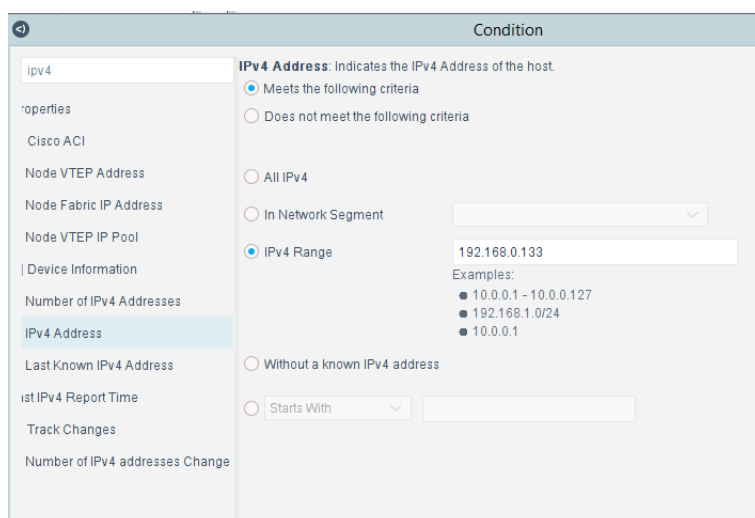 Condition
ipv4
roperties
Cisco ACI
Node VTEP Address
Node Fabric IP Address
Node VTEP IP Pool
Device Information
Number of IPv4 Addresses
IPv4 Address
Last Known IPv4 Address
ast IPv4 Report Time
Track Changes
Number of IPv4 addresses Change
IPv4 Address: Indicates the IPv4 Address of the host.
Meets the following criteria
Does not meet the following criteria
All IPv4
In Network Segment
IPv4 Range 192.168.0.133
Examples:
● 10.0.0.1 - 10.0.0.127
● 192.168.1.0/24
● 10.0.0.1
Without a known IPv4 address
Starts With